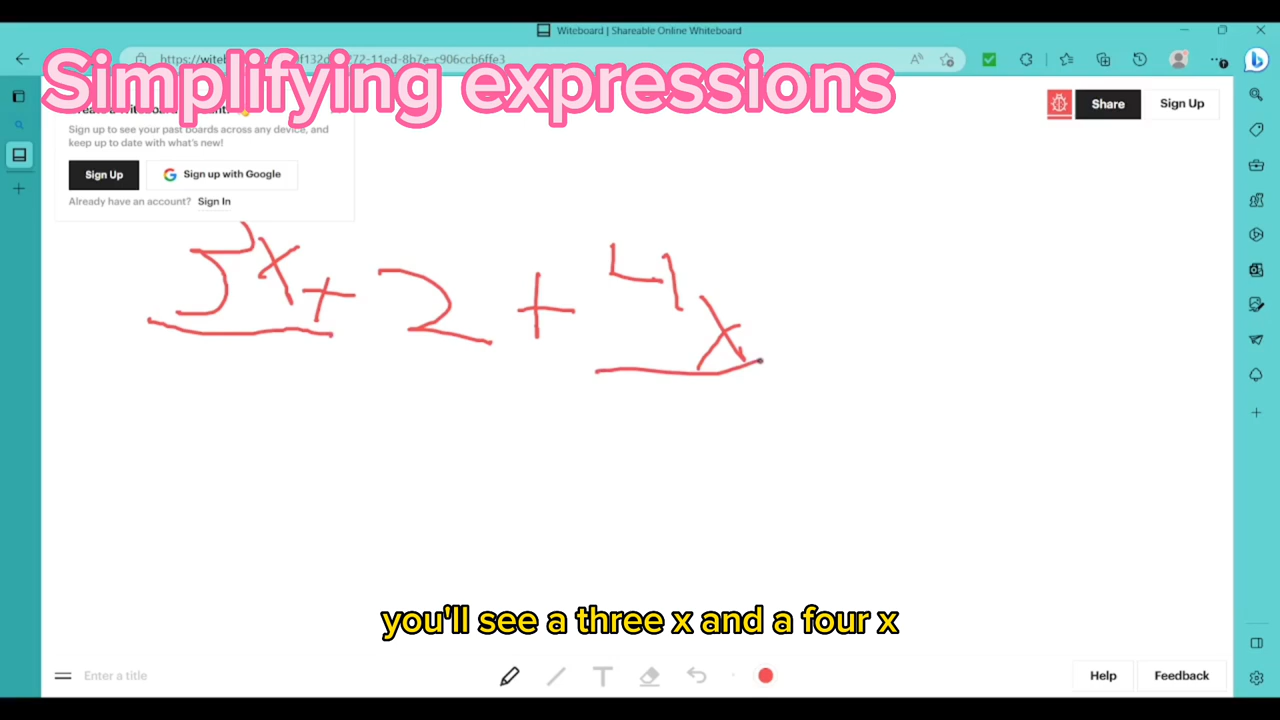 Witeboard | Shareable Online Whiteboard
Simplifying expressions
Sign up to see your past boards across any device, and
keep up to date with what's new!
Share
Sign Up
Sign Up
Sign up with Google
Already have an account? Sign In
3x + 2 + 4x
you'll see a three x and a four x
Enter a title
Help
Feedback